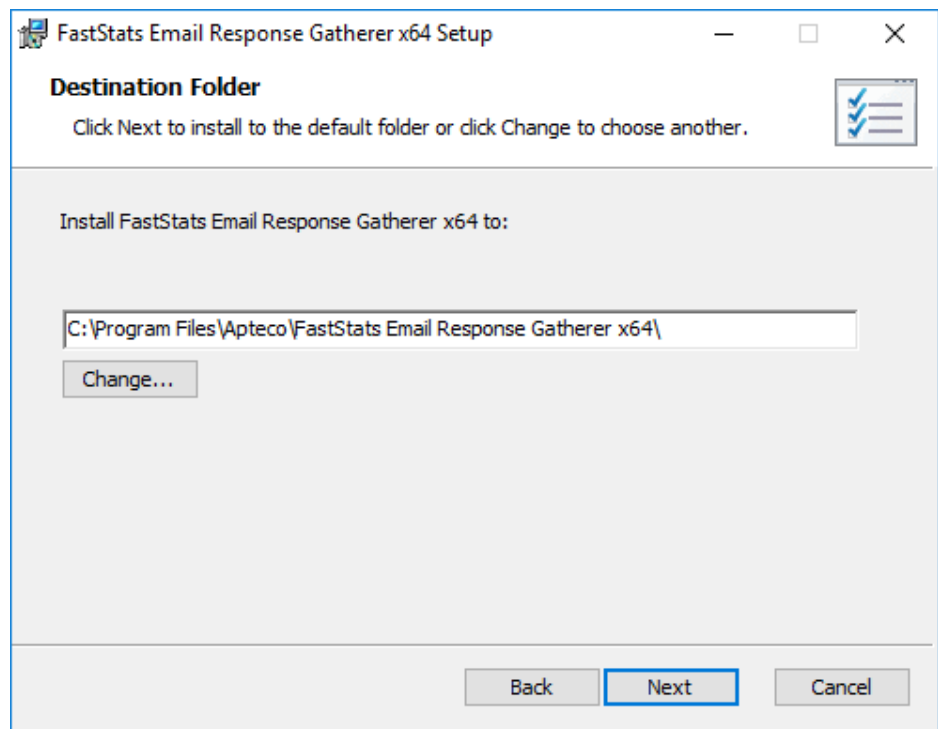 FastStats Email Response Gatherer x64 Setup
Destination Folder
Click Next to install to the default folder or click Change to choose another.
Install FastStats Email Response Gatherer x64 to:
C:\Program Files\Apteco\FastStats Email Response Gatherer x64\
Change...
Back Next Cancel